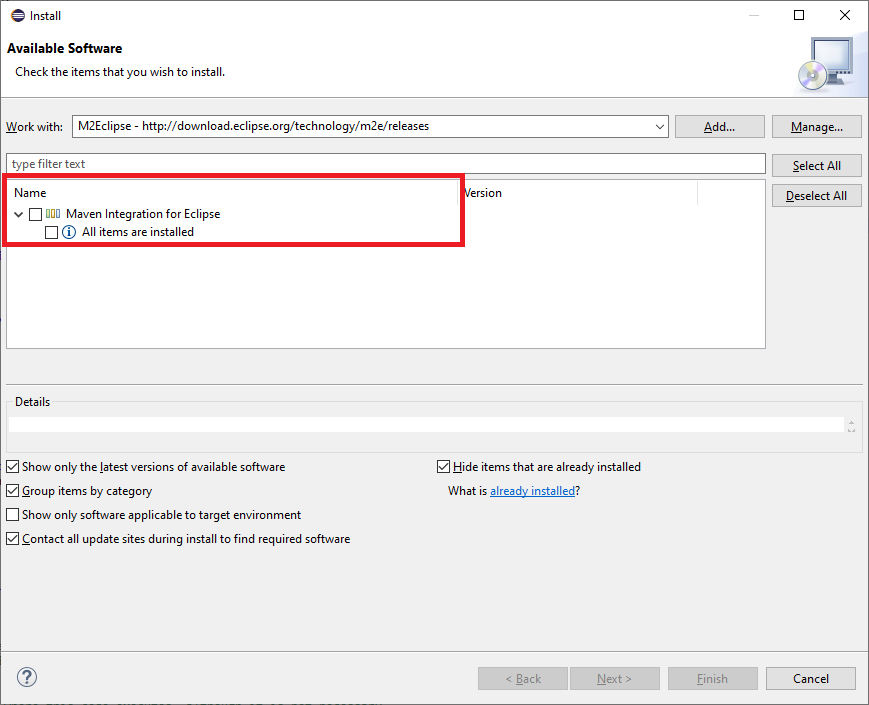 Install
Available Software
Check the items that you wish to install.
Work with: M2Eclipse - http://download.eclipse.org/technology/m2e/releases Add... Manage...
type filter text
Select All
Name Version
Deselect All
Maven Integration for Eclipse
All items are installed
Details
Show only the latest versions of available software Hide items that are already installed
Group items by category What is already installed?
Show only software applicable to target environment
Contact all update sites during install to find required software
? < Back Next > Finish Cancel